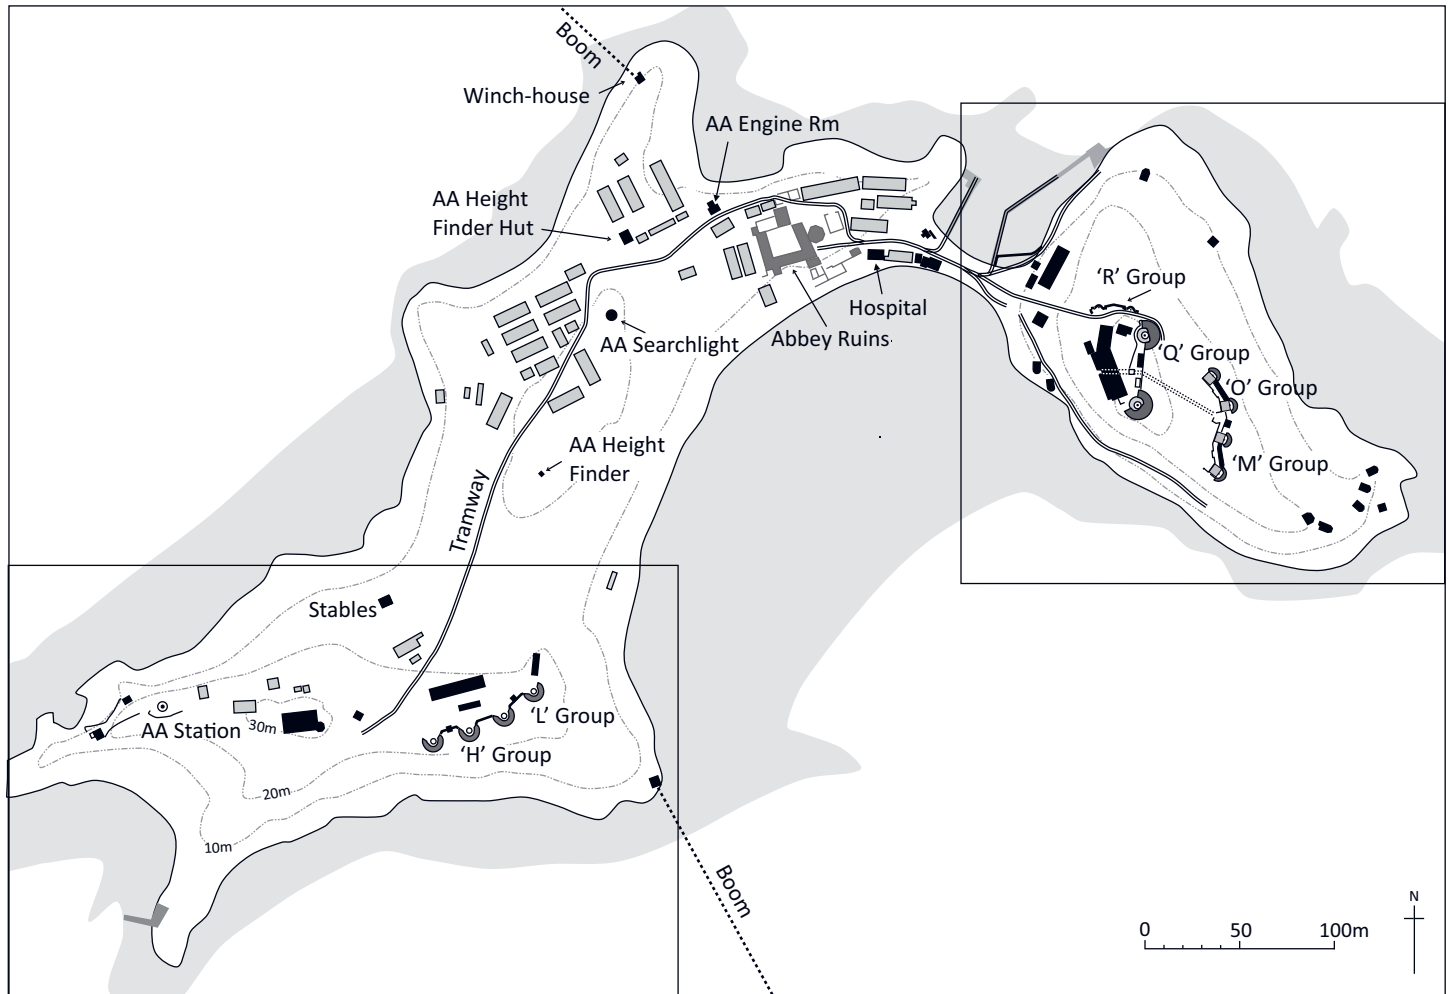 Boom
Winch-house
AA Engine Rm
AA Height
Finder Hut
‘R’ Group
Hospital
Abbey Ruins
AA Searchlight
‘Q’ Group
‘O’ Group
AA Height
Finder
‘M’ Group
Tramway
Stables
‘L’ Group
30m
AA Station
‘H’ Group
20m
10m
Boom
N
0 50 100m